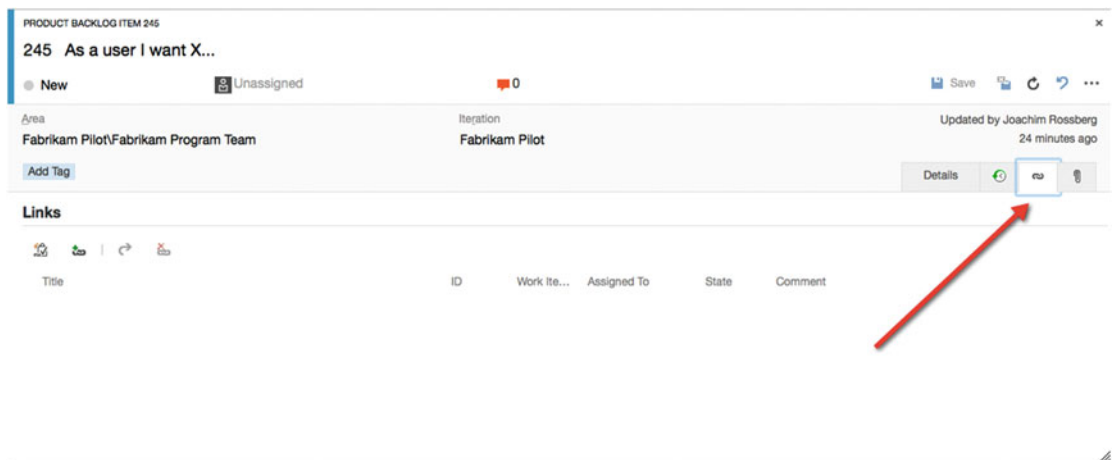 PRODUCT BACKLOG ITEM 245
245 As a user I want X...
New Unassigned 0 Save ...
Area Iteration Updated by Joachim Rossberg
Fabrikam Pilot\Fabrikam Program Team Fabrikam Pilot 24 minutes ago
Add Tag Details
Links
Title ID Work Ite... Assigned To State Comment